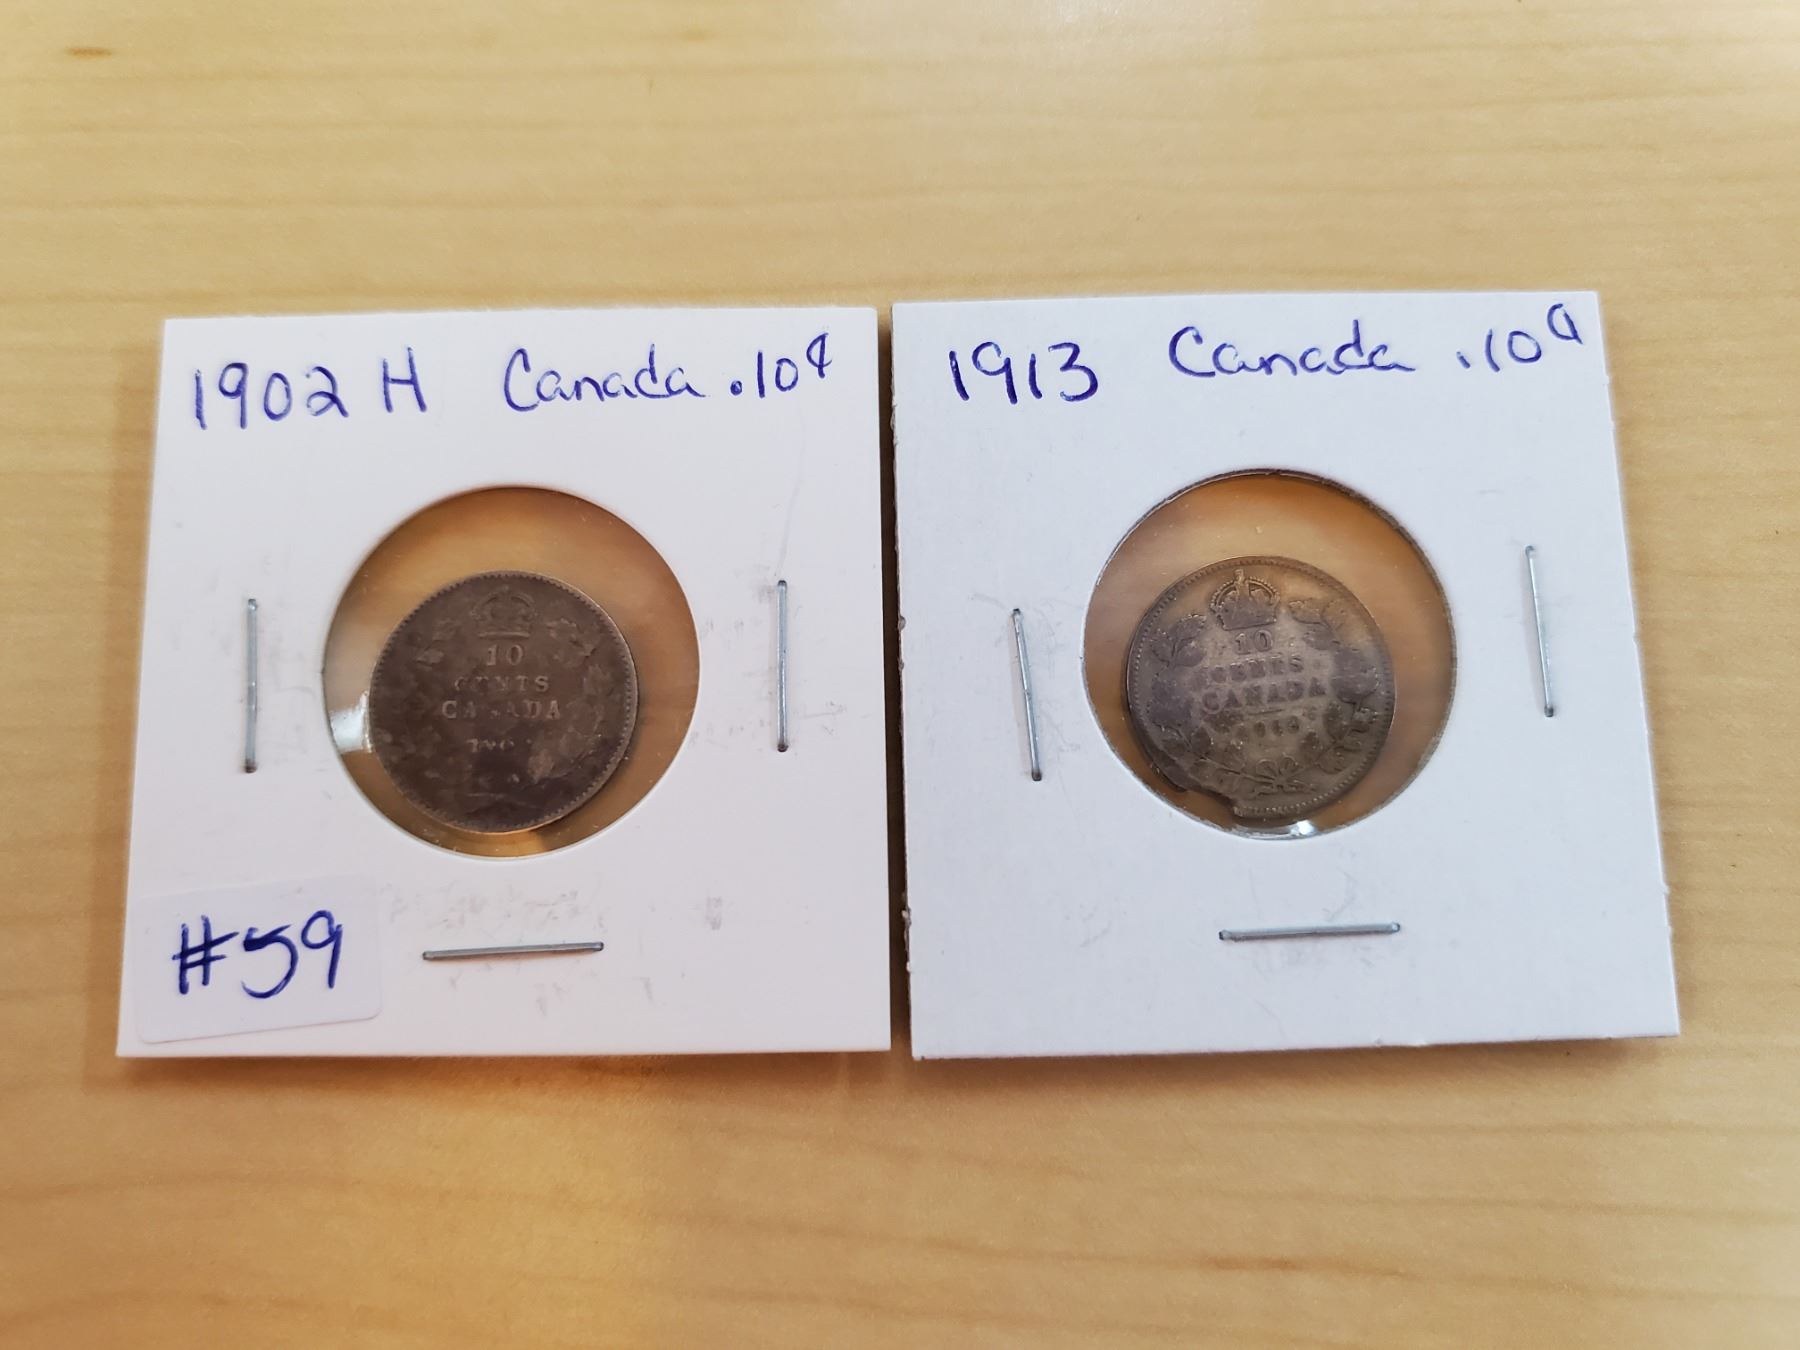 1902 H Canada .10¢
10
CENTS
CANADA
#59
1913 Canada .10¢
10
CENTS
CANADA